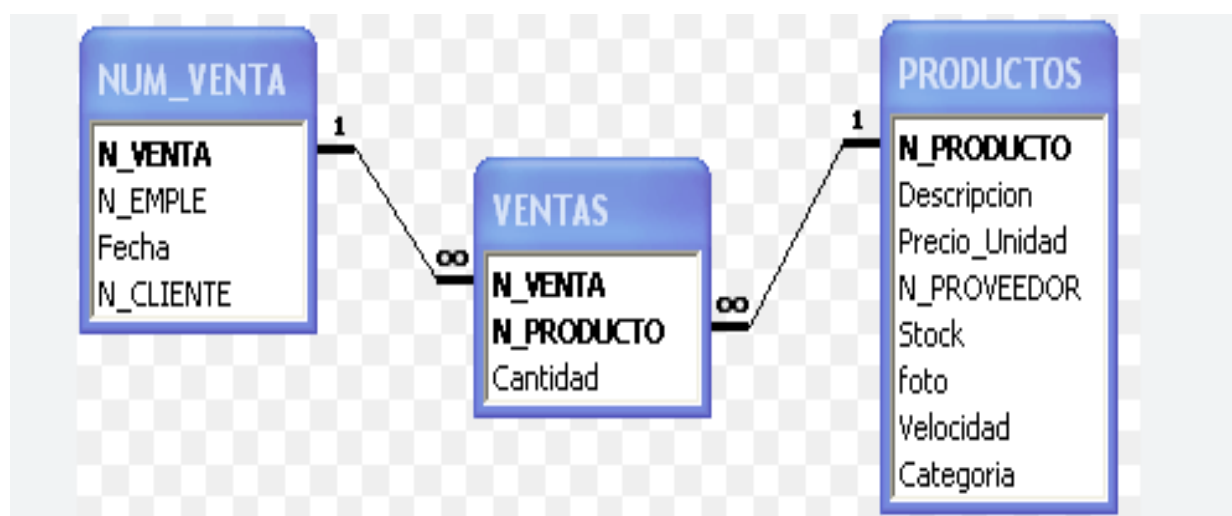 NUM_VENTA
N_VENTA
N_EMPLE
Fecha
N_CLIENTE
1
∞
VENTAS
N_VENTA
N_PRODUCTO
Cantidad
∞
1
PRODUCTOS
N_PRODUCTO
Descripcion
Precio_Unidad
N_PROVEEDOR
Stock
foto
Velocidad
Categoria